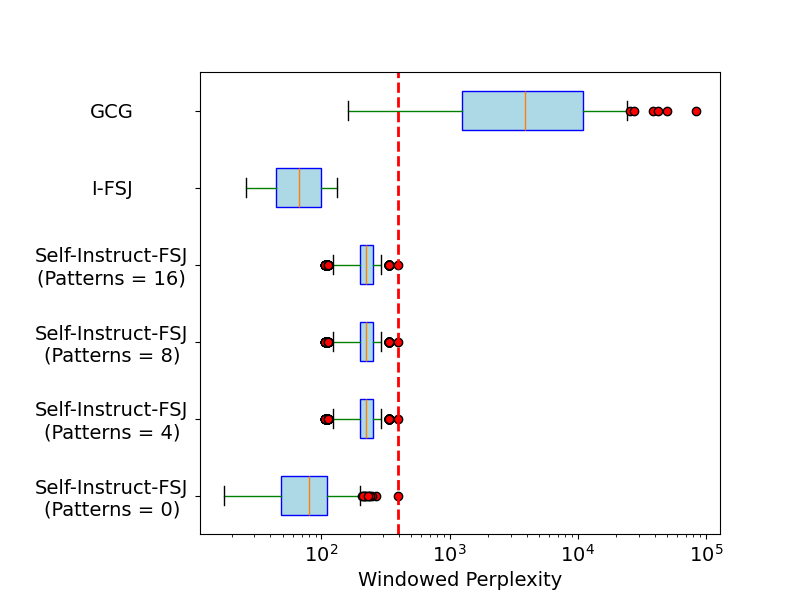 GCG
I-FSJ
Self-Instruct-FSJ
(Patterns = 16)
Self-Instruct-FSJ
(Patterns = 8)
Self-Instruct-FSJ
(Patterns = 4)
Self-Instruct-FSJ
(Patterns = 0)
10² 10³ 10⁴ 10⁵
Windowed Perplexity